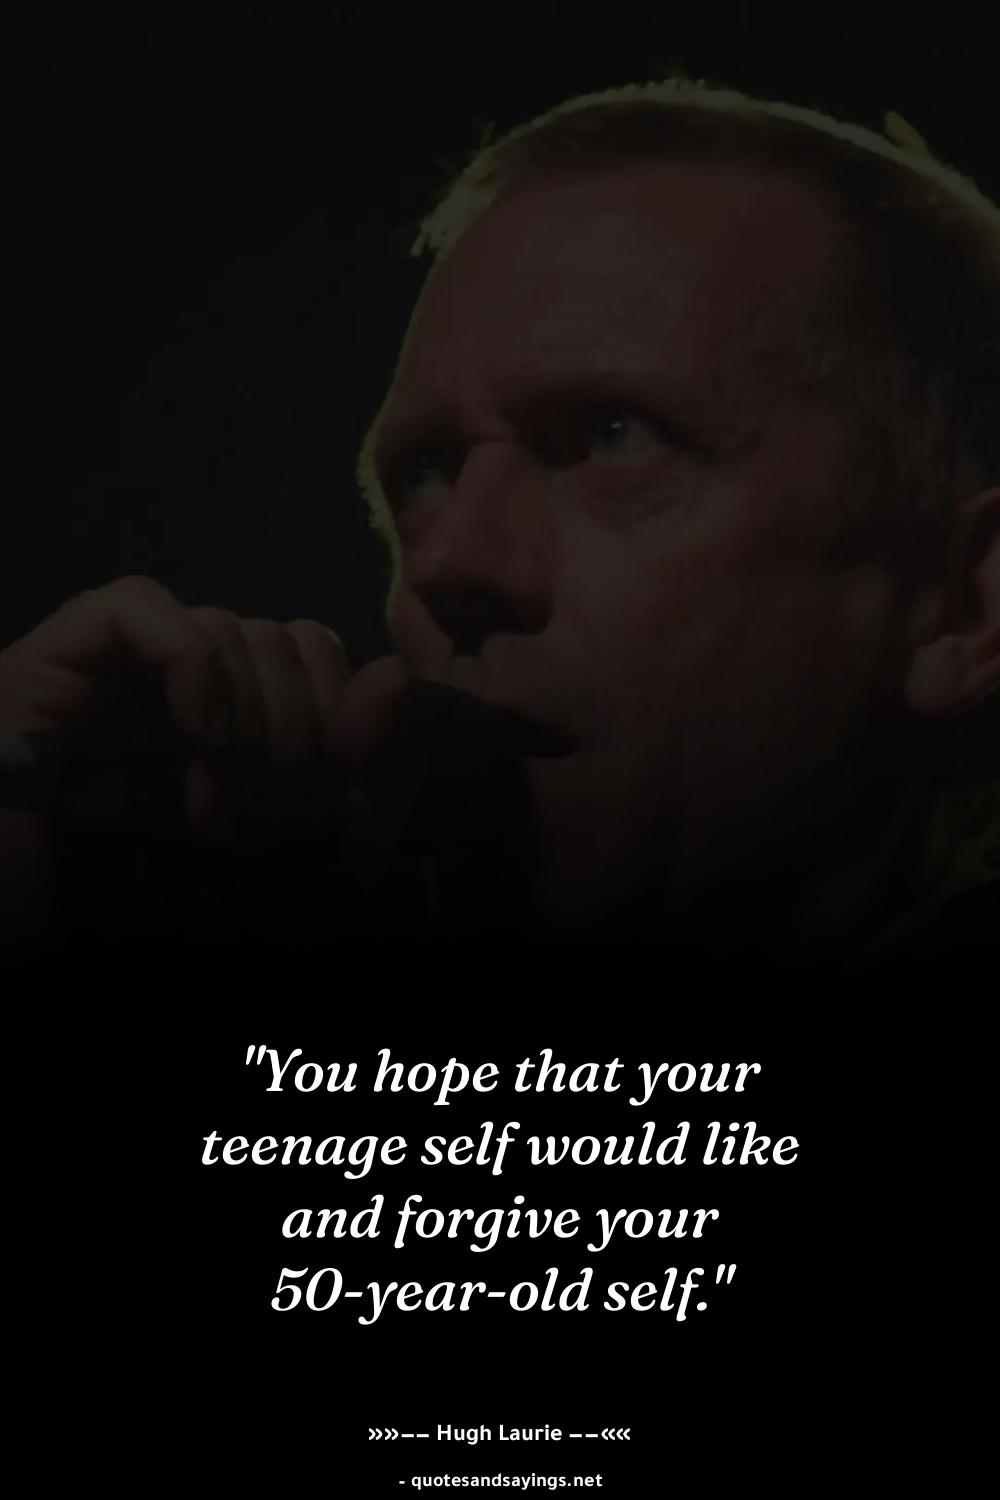 "You hope that your
teenage self would like
and forgive your
50-year-old self."
»»–– Hugh Laurie ––««
- quotesandsayings.net